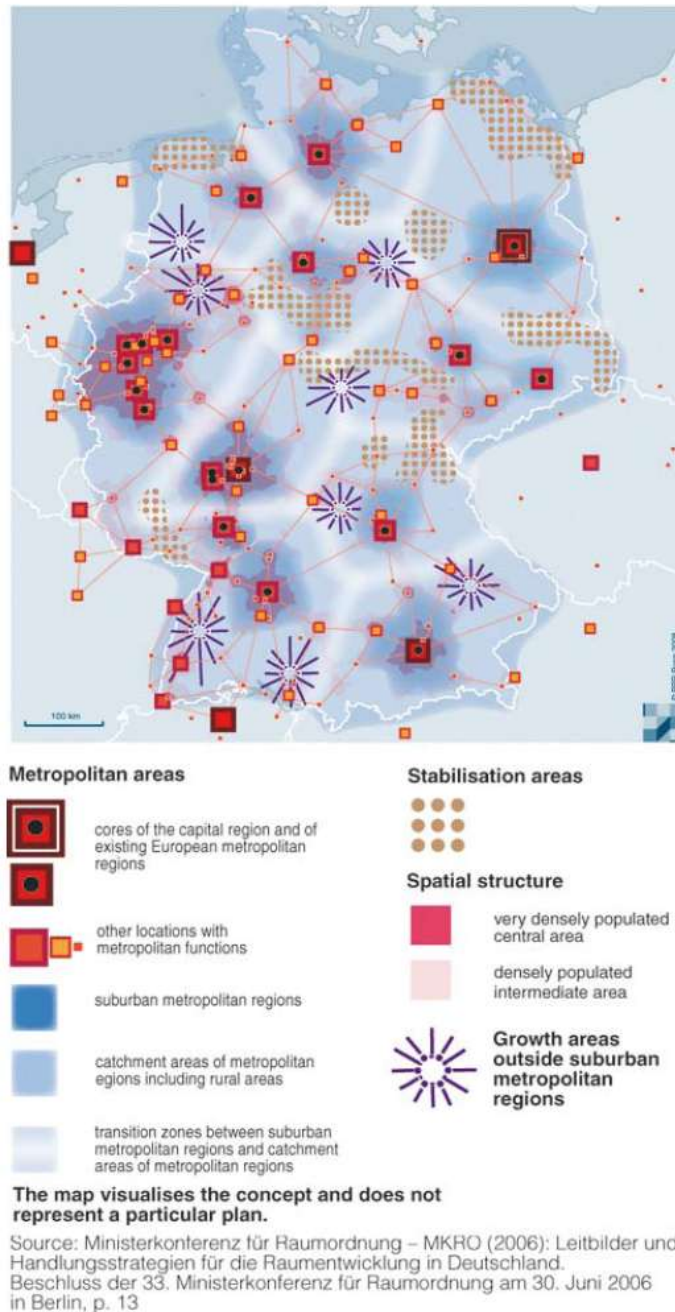 100 km
Metropolitan areas
cores of the capital region and of
existing European metropolitan
regions
other locations with
metropolitan functions
suburban metropolitan regions
catchment areas of metropolitan
egions including rural areas
transition zones between suburban
metropolitan regions and catchment
areas of metropolitan regions
Stabilisation areas
Spatial structure
very densely populated
central area
densely populated
intermediate area
Growth areas
outside suburban
metropolitan
regions
The map visualises the concept and does not
represent a particular plan.
Source: Ministerkonferenz für Raumordnung – MKRO (2006): Leitbilder und
Handlungsstrategien für die Raumentwicklung in Deutschland.
Beschluss der 33. Ministerkonferenz für Raumordnung am 30. Juni 2006
in Berlin, p. 13